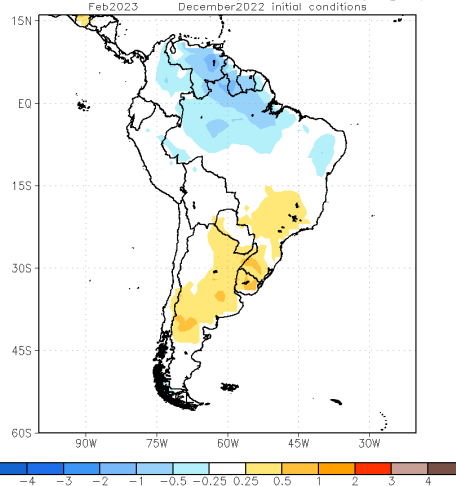 Feb2023 December2022 initial conditions
15N
EQ
15S
30S
45S
60S
90W 75W 60W 45W 30W
-4 -3 -2 -1 -0.5 -0.25 0.25 0.5 1 2 3 4